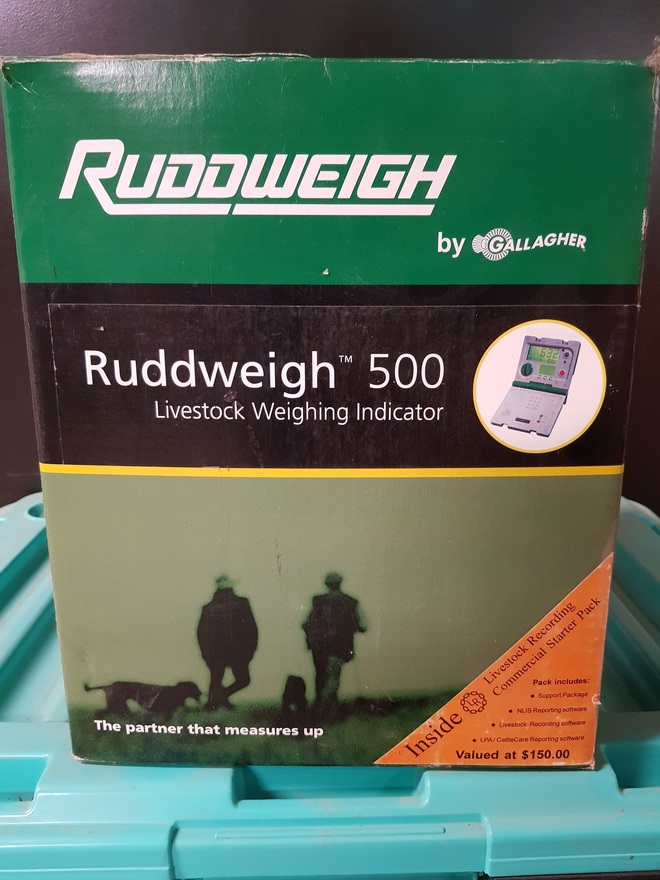 RUDDWEIGH
by GALLAGHER
Ruddweigh™ 500
Livestock Weighing Indicator
The partner that measures up
Inside
LR
Livestock Recording
Commercial Starter Pack
Pack includes:
• Support Package
• NLIS Reporting software
• Livestock Recording software
• LPA/ CattleCare Reporting software
Valued at $150.00